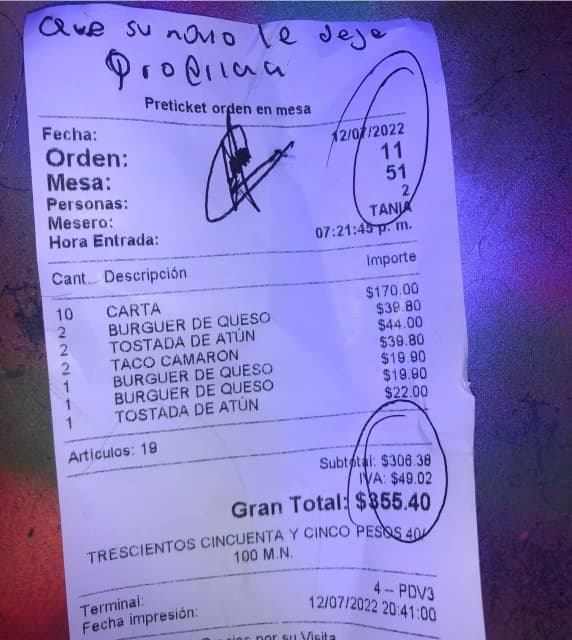 Que su novio le deje
propina
Preticket orden en mesa
Fecha: 12/07/2022
Orden: 11
Mesa: 51
Personas: 2
Mesero: TANIA
Hora Entrada: 07:21:45 p. m.
Cant. Descripción Importe
10 CARTA $170.00
2 BURGUER DE QUESO $39.80
2 TOSTADA DE ATÚN $44.00
2 TACO CAMARON $39.80
1 BURGUER DE QUESO $19.90
1 BURGUER DE QUESO $19.90
1 TOSTADA DE ATÚN $22.00
Articulos: 19
Subtotal: $306.38
IVA: $49.02
Gran Total: $355.40
TRESCIENTOS CINCUENTA Y CINCO PESOS 40/
100 M.N.
Terminal: 4 -- PDV3
Fecha impresión: 12/07/2022 20:41:00
por su Visita